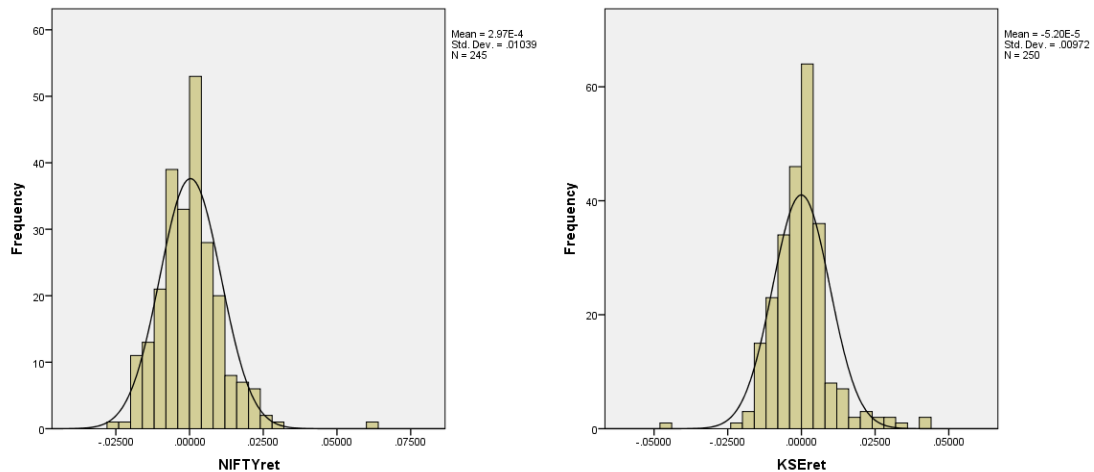 Mean = 2.97E-4
Std. Dev. = .01039
N = 245
60
50
40
30
20
10
0
Frequency
-.02500 .00000 .02500 .05000 .07500
NIFTYret
Mean = -5.20E-5
Std. Dev. = .00972
N = 250
60
40
20
0
Frequency
-.05000 -.02500 .00000 .02500 .05000
KSEret